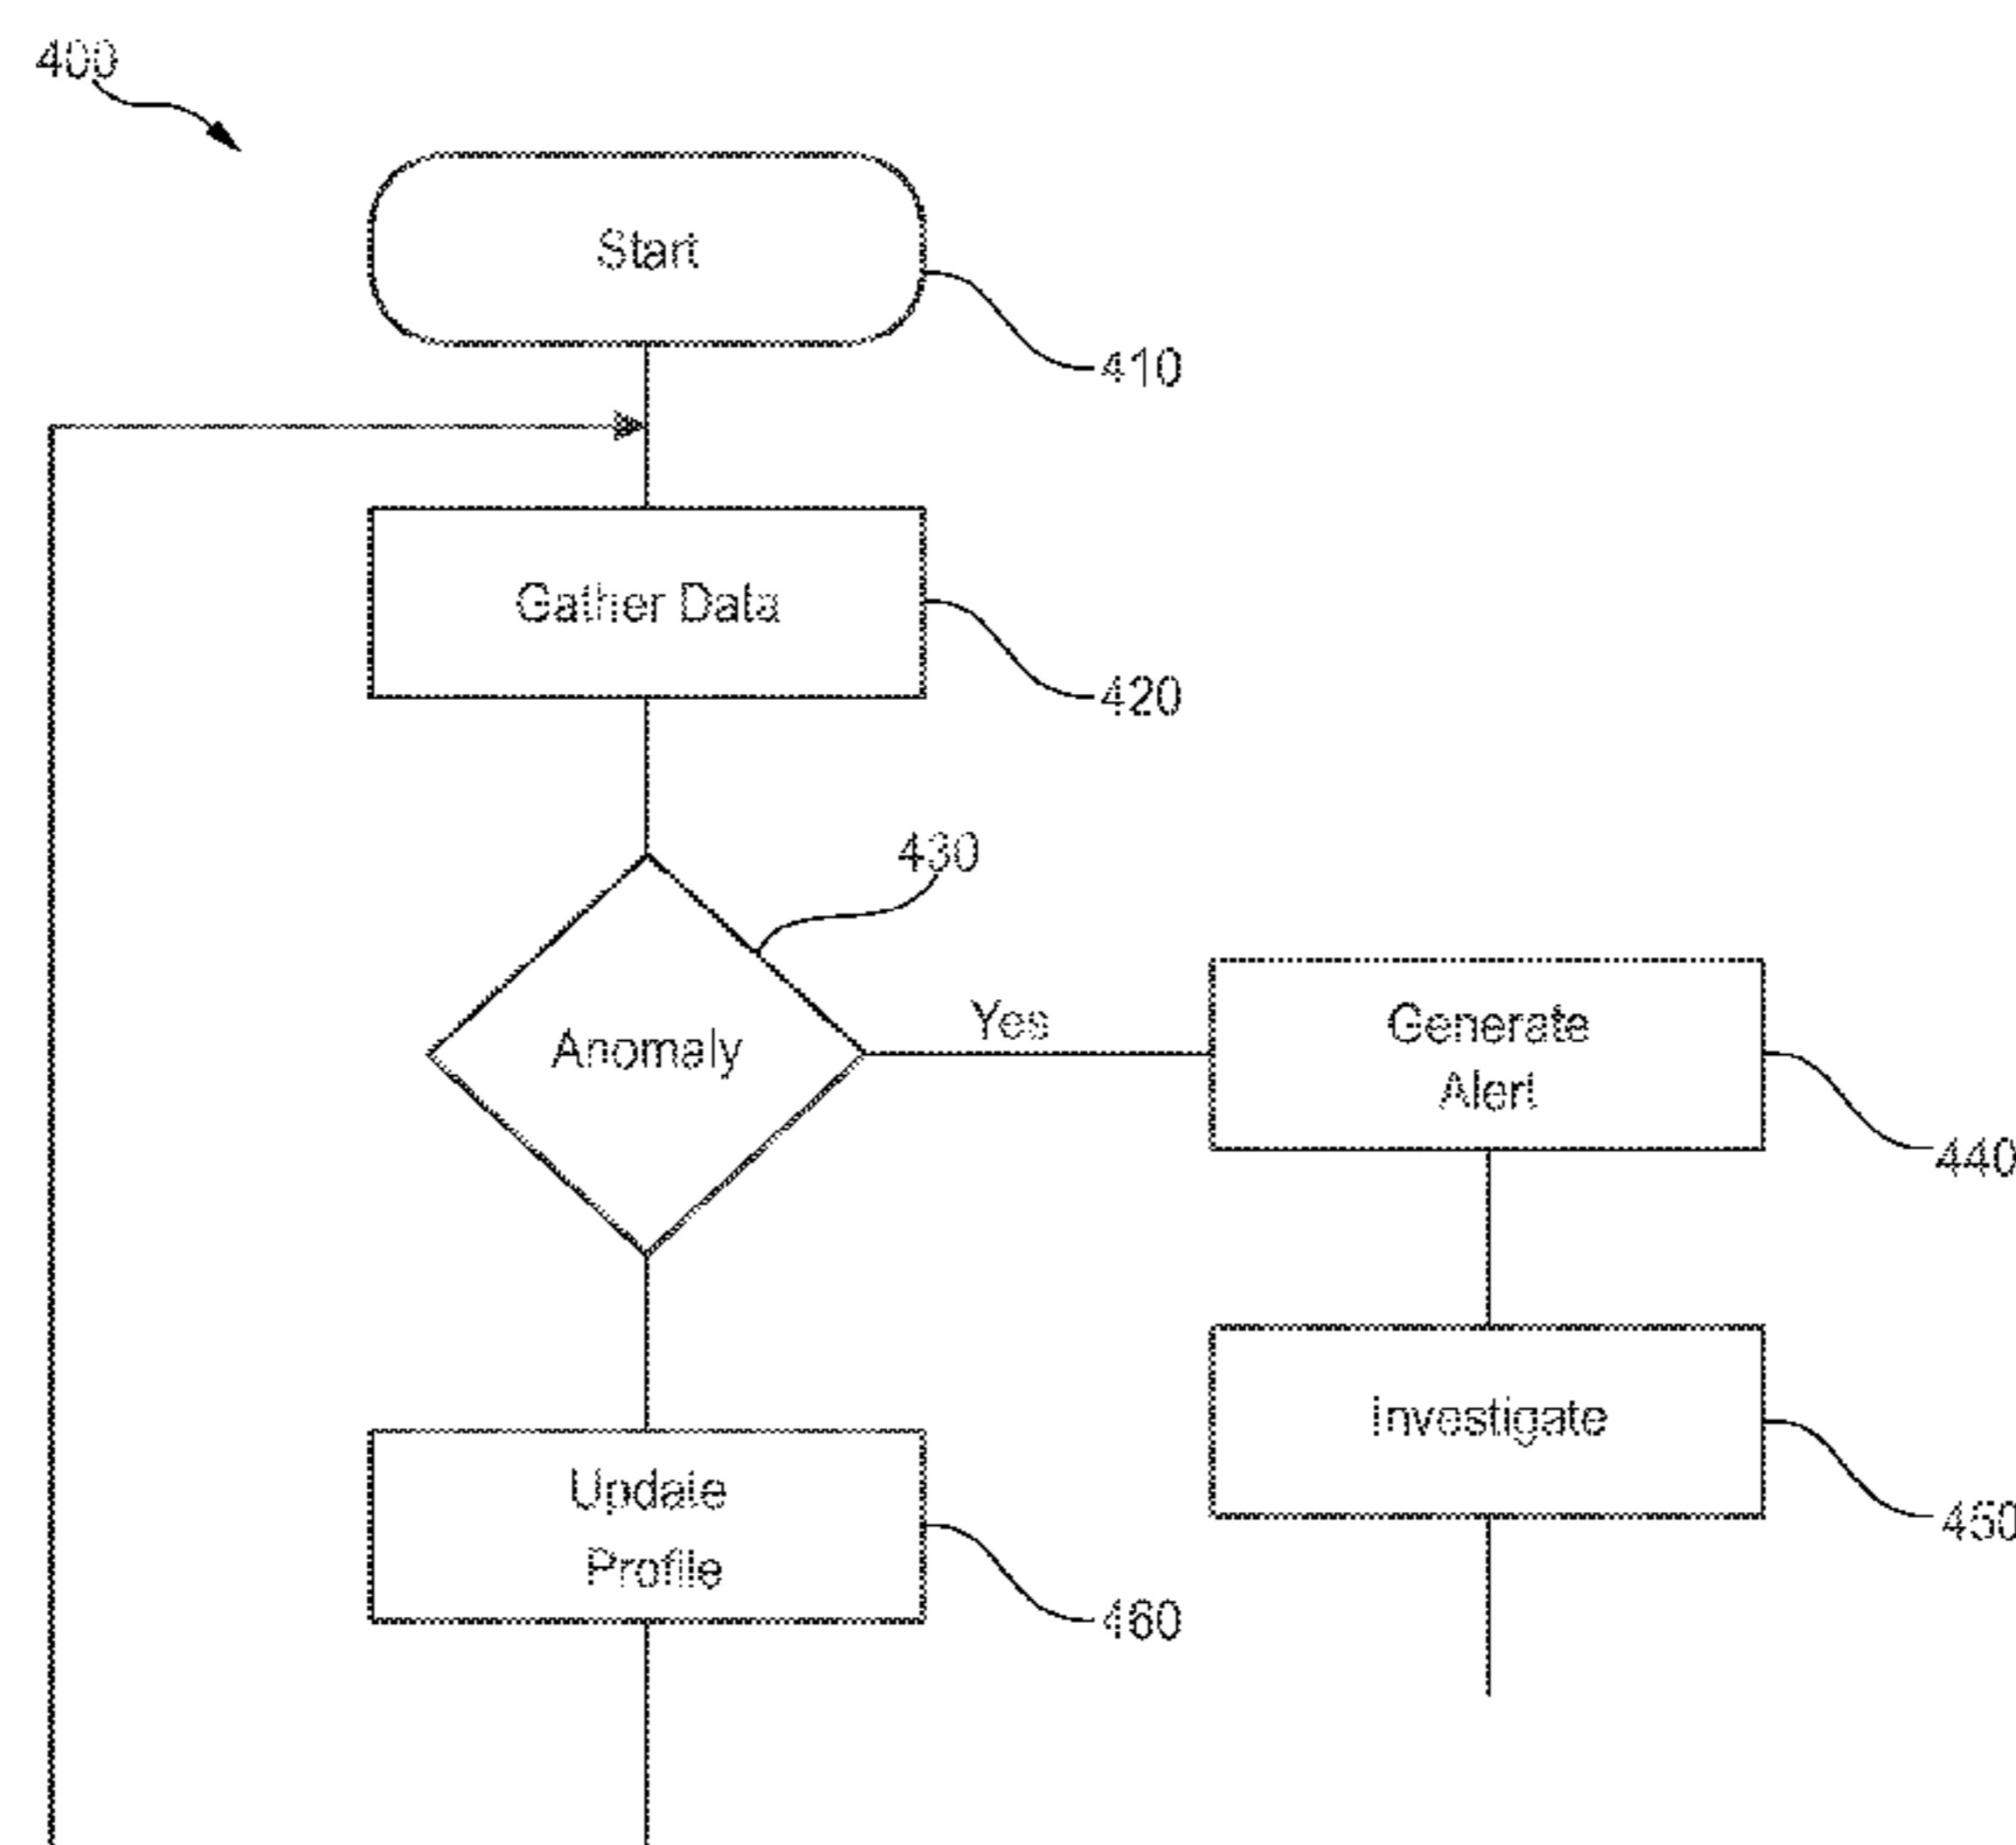 400
Start
410
Gather Data
420
430
Anomaly
Yes
Generate
Alert
440
Investigate
450
Update
Profile
460